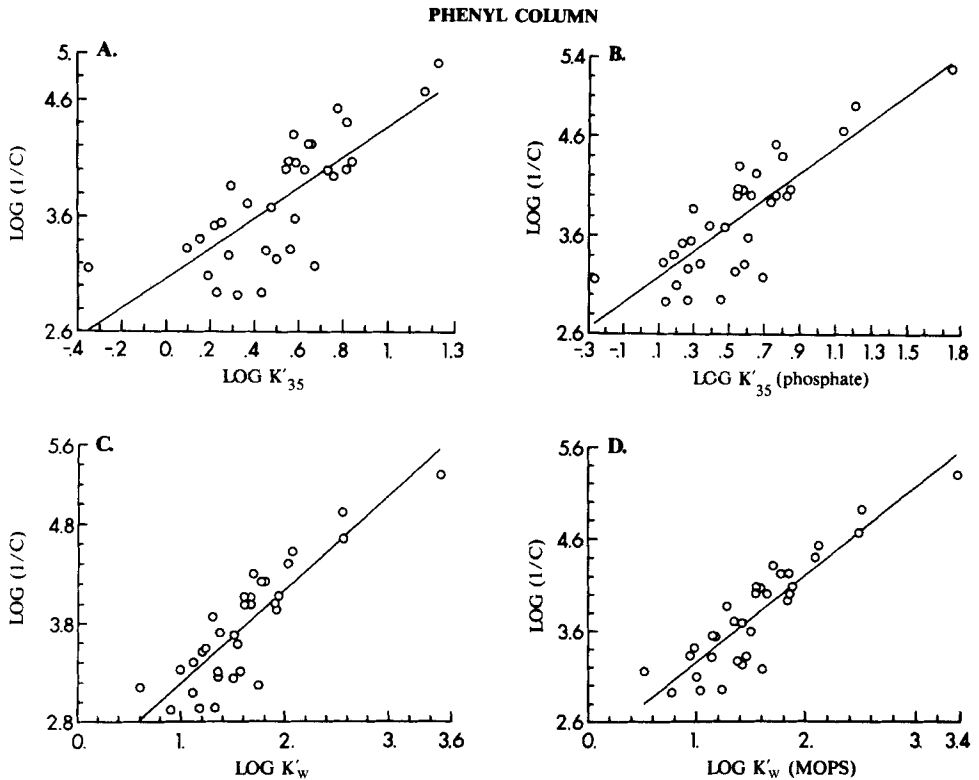 PHENYL COLUMN
A.
5.
4.6
3.6
2.6
LOG (1/C)
-.4 -.2 0. .2 .4 .6 .8 1. 1.3
LOG K′35
B.
5.4
4.6
3.6
2.6
LOG (1/C)
-.3 -.1 .1 .3 .5 .7 .9 1.1 1.3 1.5 1.8
LOG K′35 (phosphate)
C.
5.6
4.8
3.8
2.8
LOG (1/C)
0. 1. 2. 3. 3.6
LOG K′W
D.
5.6
4.6
3.6
2.6
LOG (1/C)
0. 1. 2. 3. 3.4
LOG K′W (MOPS)